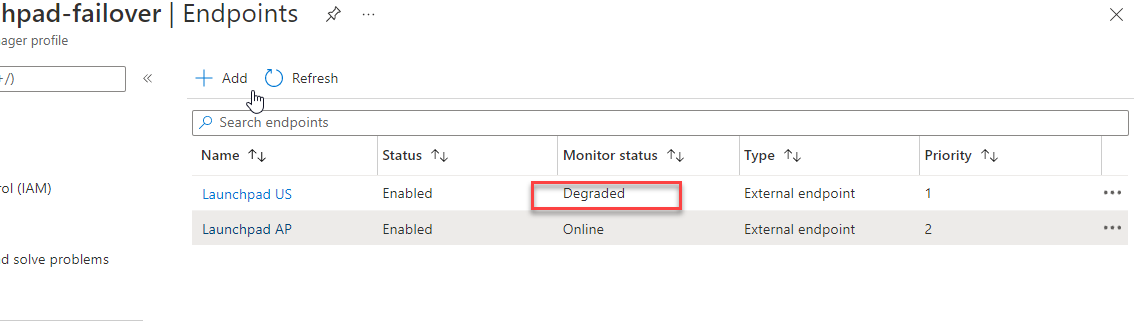 hpad-failover | Endpoints
ager profile
+/)
Add Refresh
Search endpoints
Name Status Monitor status Type Priority
rol (IAM)
Launchpad US Enabled Degraded External endpoint 1
Launchpad AP Enabled Online External endpoint 2
d solve problems